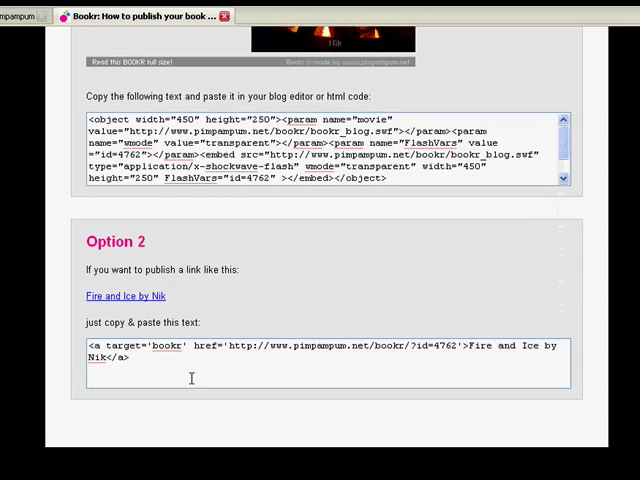 mpampum
Bookr: How to publish your book ...
Nik
Read this BOOKR full size!
Bookr is made by www.pimpampum.net
Copy the following text and paste it in your blog editor or html code:
<object width="450" height="250"><param name="movie"
value="http://www.pimpampum.net/bookr/bookr_blog.swf"></param><param
name="wmode" value="transparent"></param><param name="FlashVars" value
="id=4762"></param><embed src="http://www.pimpampum.net/bookr/bookr_blog.swf"
type="application/x-shockwave-flash" wmode="transparent" width="450"
height="250" FlashVars="id=4762" ></embed></object>
Option 2
If you want to publish a link like this:
Fire and Ice by Nik
just copy & paste this text:
<a target='bookr' href='http://www.pimpampum.net/bookr/?id=4762'>Fire and Ice by
Nik</a>